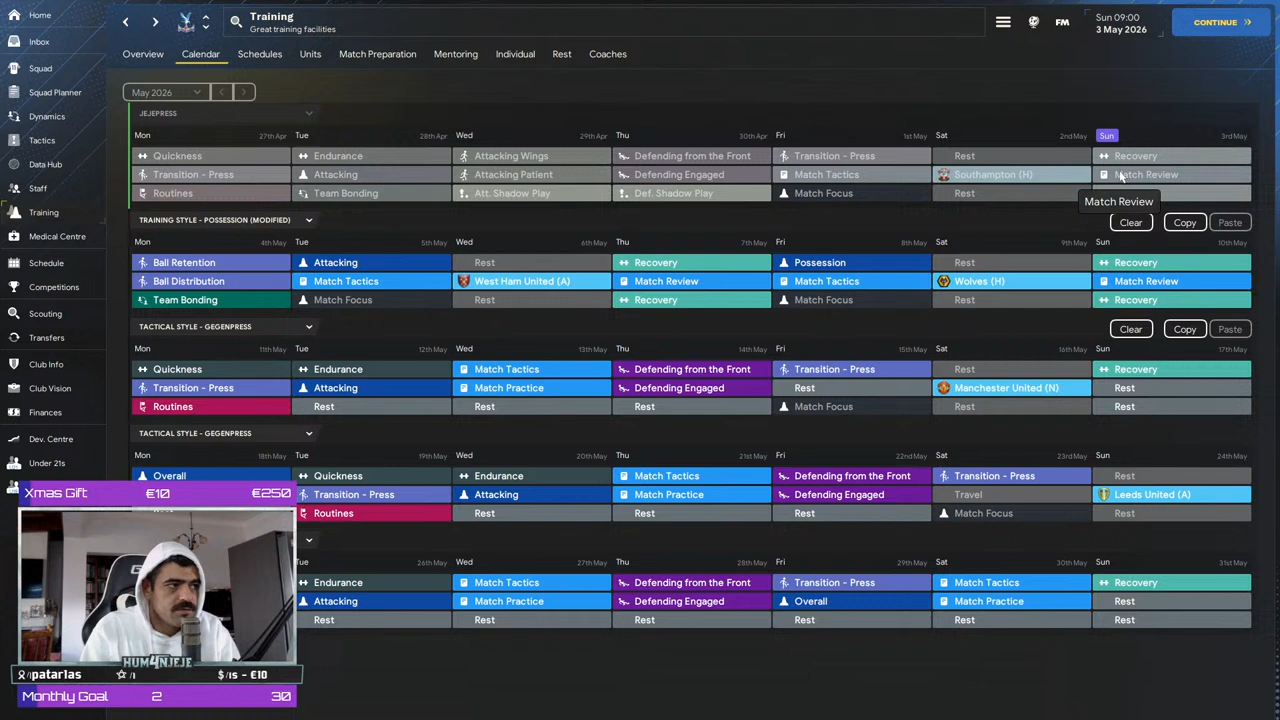 Home
Inbox
Squad
Squad Planner
Dynamics
Tactics
Data Hub
Staff
Training
Medical Centre
Schedule
Competitions
Scouting
Transfers
Club Info
Club Vision
Finances
Dev. Centre
Under 21s
Training
Great training facilities
FM
Sun 09:00
3 May 2026
CONTINUE
Overview Calendar Schedules Units Match Preparation Mentoring Individual Rest Coaches
May 2026
JEJEPRESS
Mon 27th Apr Tue 28th Apr Wed 29th Apr Thu 30th Apr Fri 1st May Sat 2nd May Sun 3rd May
Quickness Endurance Attacking Wings Defending from the Front Transition - Press Rest Recovery
Transition - Press Attacking Attacking Patient Defending Engaged Match Tactics Southampton (H) Match Review
Routines Team Bonding Att. Shadow Play Def. Shadow Play Match Focus Rest
Match Review
TRAINING STYLE - POSSESSION (MODIFIED) Clear Copy Paste
Mon 4th May Tue 5th May Wed 6th May Thu 7th May Fri 8th May Sat 9th May Sun 10th May
Ball Retention Attacking Rest Recovery Possession Rest Recovery
Ball Distribution Match Tactics West Ham United (A) Match Review Match Tactics Wolves (H) Match Review
Team Bonding Match Focus Rest Recovery Match Focus Rest Recovery
TACTICAL STYLE - GEGENPRESS Clear Copy Paste
Mon 11th May Tue 12th May Wed 13th May Thu 14th May Fri 15th May Sat 16th May Sun 17th May
Quickness Endurance Match Tactics Defending from the Front Transition - Press Rest Recovery
Transition - Press Attacking Match Practice Defending Engaged Rest Manchester United (N) Rest
Routines Rest Rest Rest Match Focus Rest Rest
TACTICAL STYLE - GEGENPRESS
Mon 18th May Tue 19th May Wed 20th May Thu 21st May Fri 22nd May Sat 23rd May Sun 24th May
Overall Quickness Endurance Match Tactics Defending from the Front Transition - Press Rest
Transition - Press Attacking Match Practice Defending Engaged Travel Leeds United (A)
Routines Rest Rest Rest Match Focus Rest
Tue 26th May Wed 27th May Thu 28th May Fri 29th May Sat 30th May Sun 31st May
Endurance Match Tactics Defending from the Front Transition - Press Match Tactics Recovery
Attacking Match Practice Defending Engaged Overall Match Practice Rest
Rest Rest Rest Rest Rest Rest
Xmas Gift €10 €250
HUM4NJEJE
/1 $/15 - €10
Monthly Goal 2 30